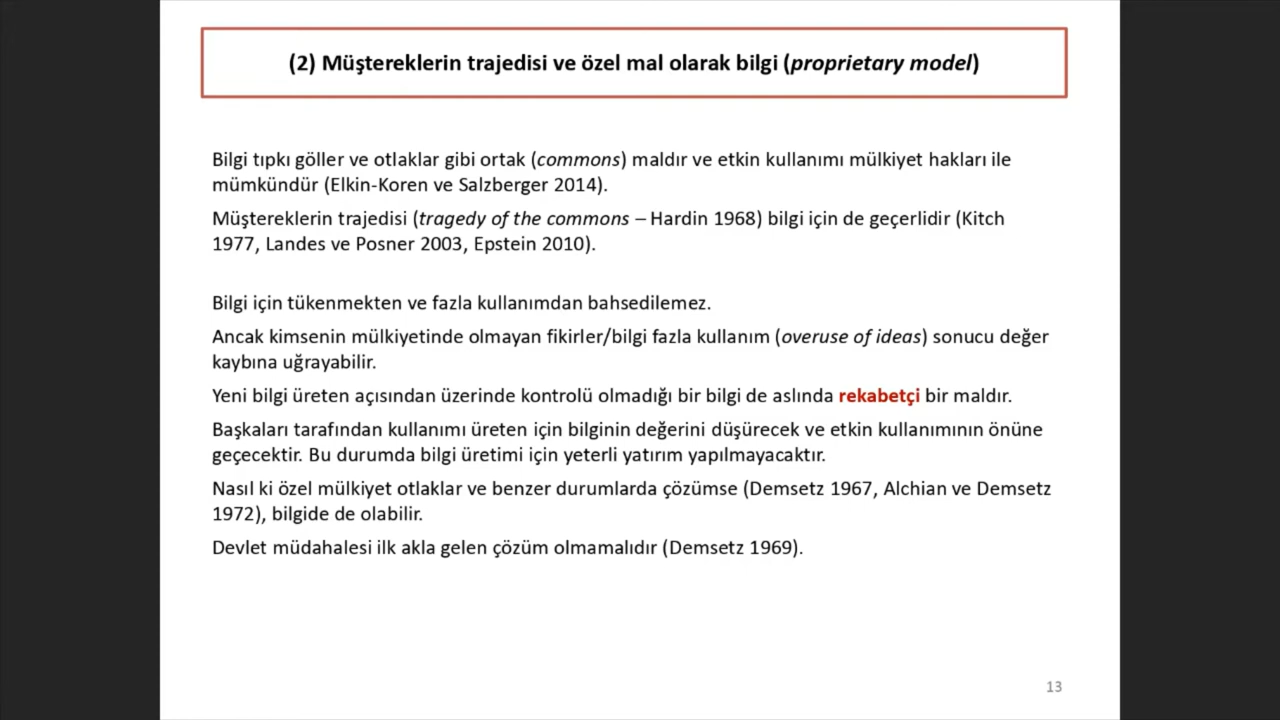 (2) Müştereklerin trajedisi ve özel mal olarak bilgi (proprietary model)
Bilgi tıpkı göller ve otlaklar gibi ortak (commons) maldır ve etkin kullanımı mülkiyet hakları ile
mümkündür (Elkin-Koren ve Salzberger 2014).
Müştereklerin trajedisi (tragedy of the commons – Hardin 1968) bilgi için de geçerlidir (Kitch
1977, Landes ve Posner 2003, Epstein 2010).
Bilgi için tükenmekten ve fazla kullanımdan bahsedilemez.
Ancak kimsenin mülkiyetinde olmayan fikirler/bilgi fazla kullanım (overuse of ideas) sonucu değer
kaybına uğrayabilir.
Yeni bilgi üreten açısından üzerinde kontrolü olmadığı bir bilgi de aslında rekabetçi bir maldır.
Başkaları tarafından kullanımı üreten için bilginin değerini düşürecek ve etkin kullanımının önüne
geçecektir. Bu durumda bilgi üretimi için yeterli yatırım yapılmayacaktır.
Nasıl ki özel mülkiyet otlaklar ve benzer durumlarda çözümse (Demsetz 1967, Alchian ve Demsetz
1972), bilgide de olabilir.
Devlet müdahalesi ilk akla gelen çözüm olmamalıdır (Demsetz 1969).
13